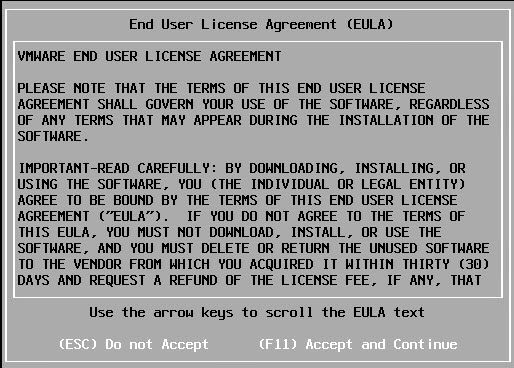 End User License Agreement (EULA)
VMWARE END USER LICENSE AGREEMENT
PLEASE NOTE THAT THE TERMS OF THIS END USER LICENSE
AGREEMENT SHALL GOVERN YOUR USE OF THE SOFTWARE, REGARDLESS
OF ANY TERMS THAT MAY APPEAR DURING THE INSTALLATION OF THE
SOFTWARE.
IMPORTANT-READ CAREFULLY: BY DOWNLOADING, INSTALLING, OR
USING THE SOFTWARE, YOU (THE INDIVIDUAL OR LEGAL ENTITY)
AGREE TO BE BOUND BY THE TERMS OF THIS END USER LICENSE
AGREEMENT ("EULA"). IF YOU DO NOT AGREE TO THE TERMS OF
THIS EULA, YOU MUST NOT DOWNLOAD, INSTALL, OR USE THE
SOFTWARE, AND YOU MUST DELETE OR RETURN THE UNUSED SOFTWARE
TO THE VENDOR FROM WHICH YOU ACQUIRED IT WITHIN THIRTY (30)
DAYS AND REQUEST A REFUND OF THE LICENSE FEE, IF ANY, THAT
Use the arrow keys to scroll the EULA text
(ESC) Do not Accept (F11) Accept and Continue